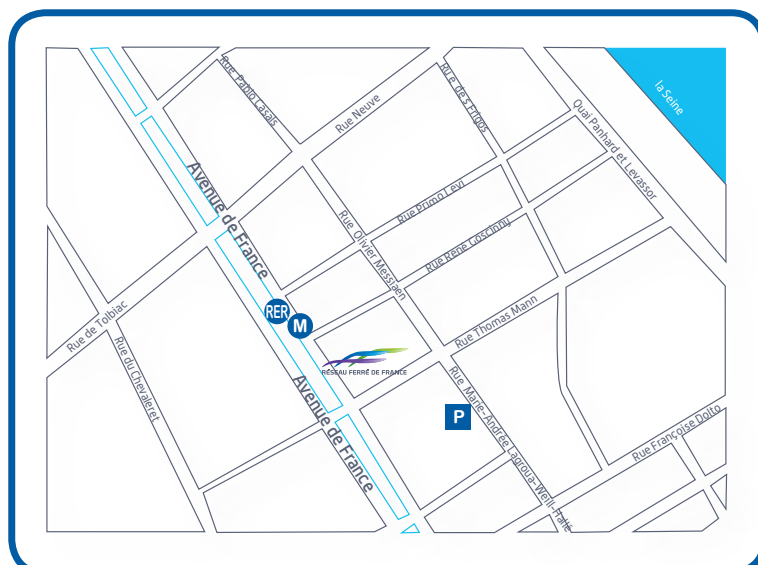 Rue Pablo Casals
Rue Neuve
Rue des Frigos
Quai Panhard et Levassor
la Seine
Avenue de France
Rue Primo Levi
Rue Olivier Messiaen
Rue René Goscinny
RER
M
Rue de Tolbiac
Rue du Chevaleret
Rue Thomas Mann
RÉSEAU FERRÉ DE FRANCE
Avenue de France
P
Rue Marie-Andrée Lagroua-Weill-Hallé
Rue Françoise Dolto